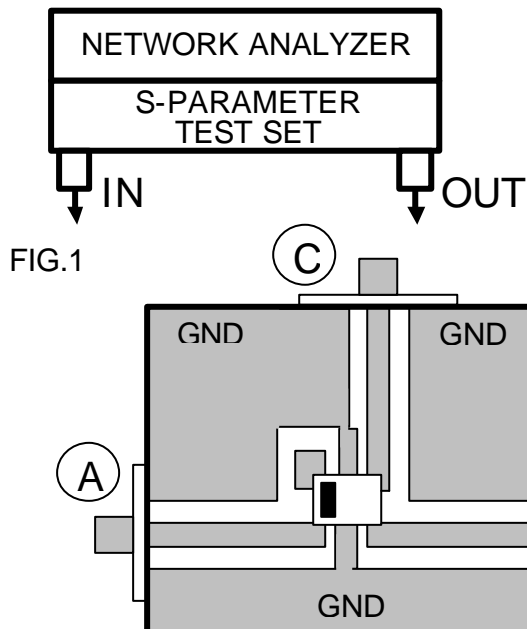 NETWORK ANALYZER
S-PARAMETER
TEST SET
IN
OUT
FIG.1
C
GND
GND
A
GND